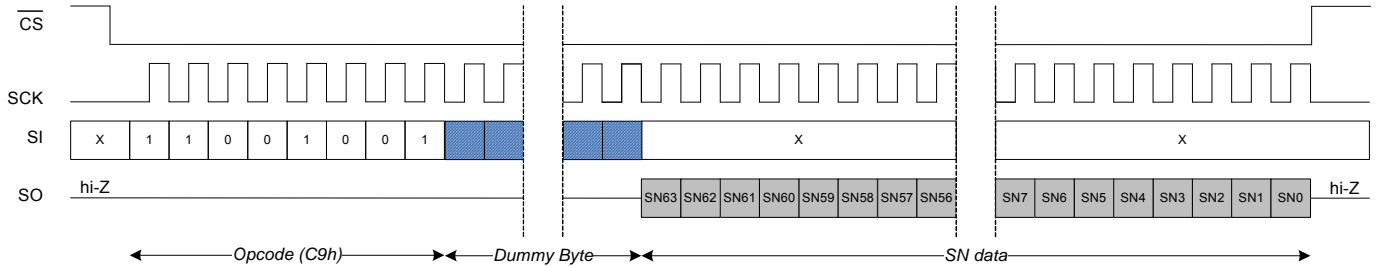 CS
SCK
SI X 1 1 0 0 1 0 0 1 X X
SO hi-Z SN63 SN62 SN61 SN60 SN59 SN58 SN57 SN56 SN7 SN6 SN5 SN4 SN3 SN2 SN1 SN0 hi-Z
Opcode (C9h) Dummy Byte SN data